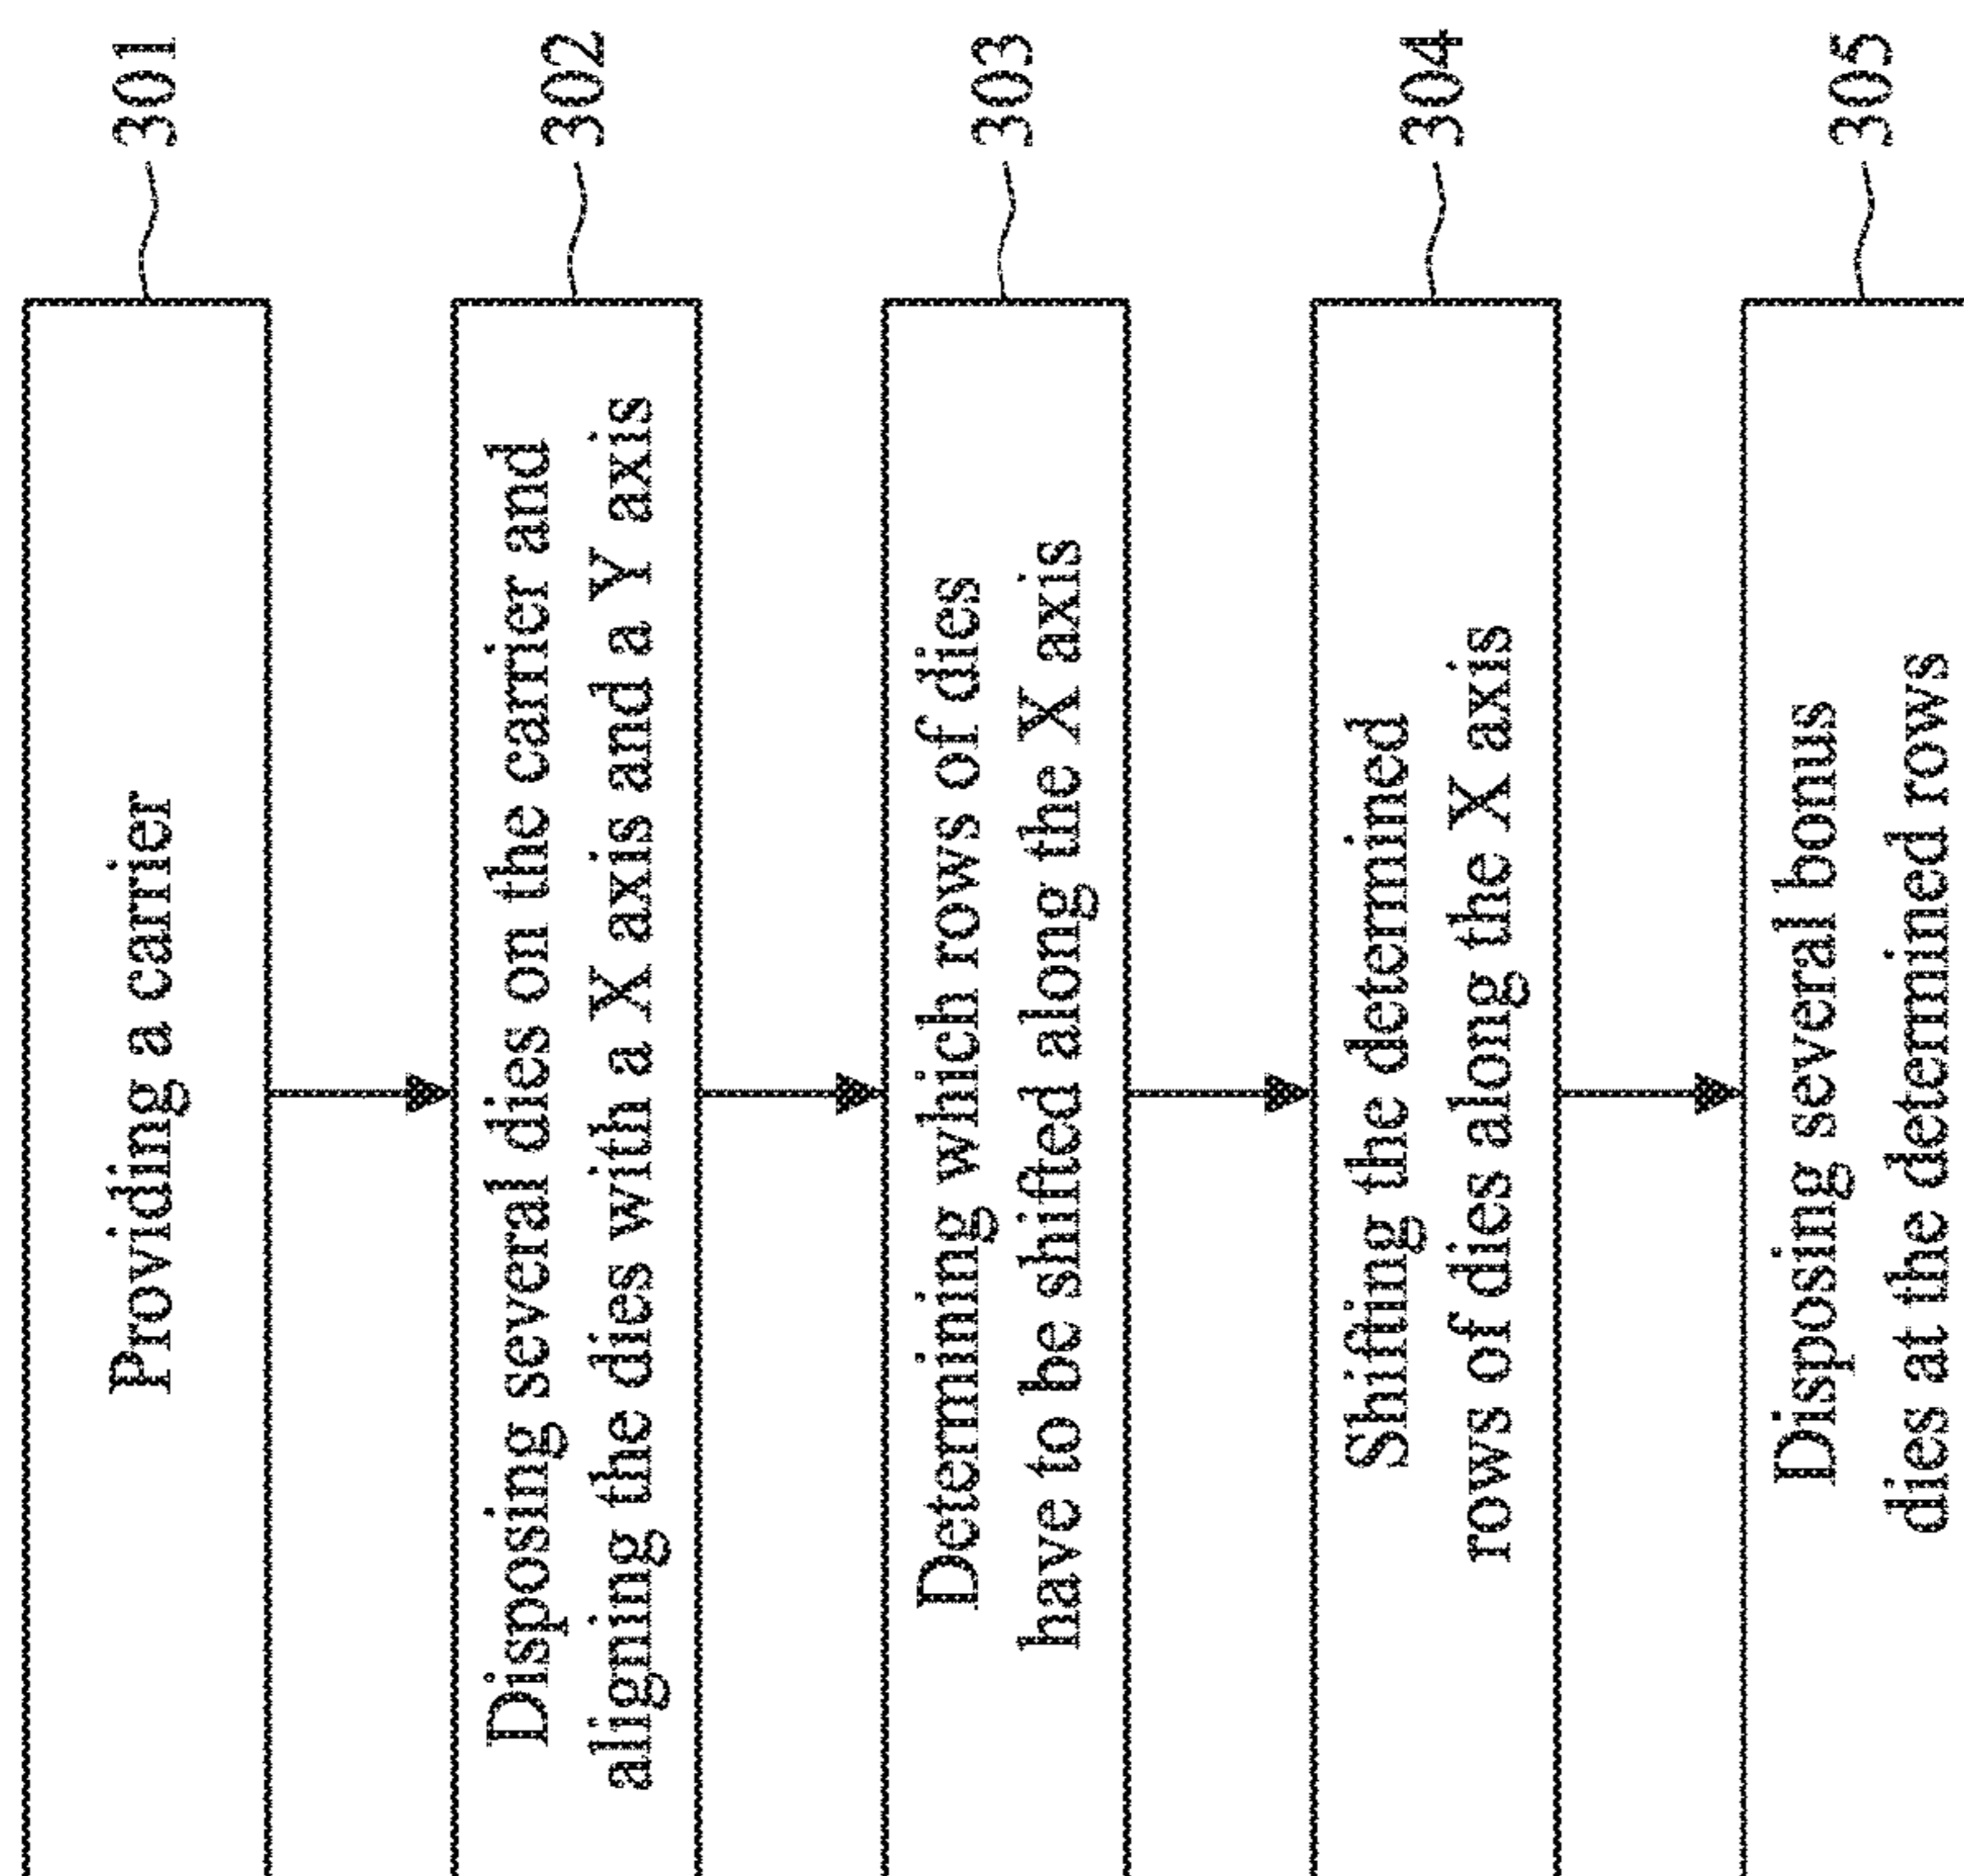 Providing a carrier
301
Disposing several dies on the carrier and
aligning the dies with a X axis and a Y axis
302
Determining which rows of dies
have to be shifted along the X axis
303
Shifting the determined
rows of dies along the X axis
304
Disposing several bonus
dies at the determined rows
305